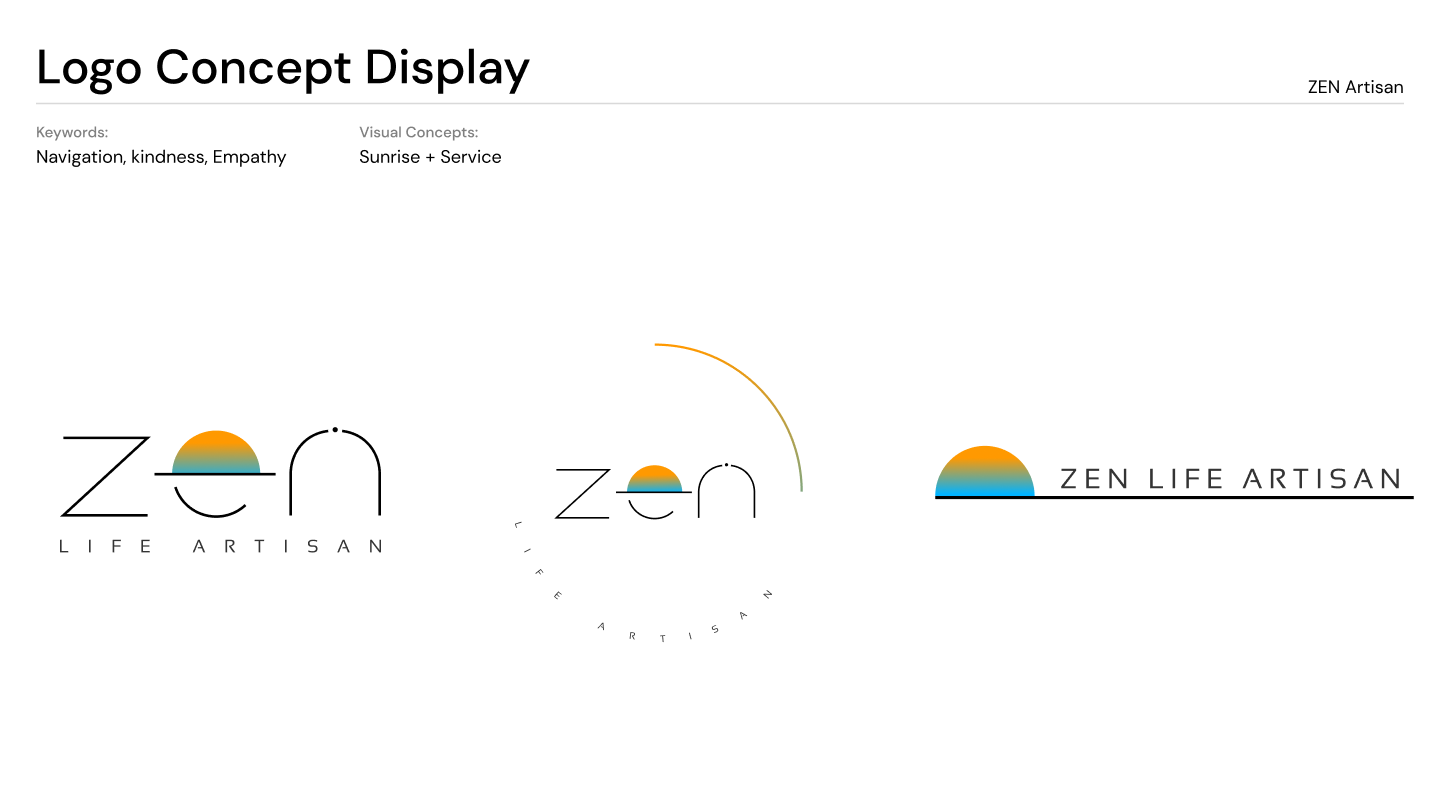 Logo Concept Display
ZEN Artisan
Keywords:
Visual Concepts:
Navigation, kindness, Empathy
Sunrise + Service
zen
LIFE ARTISAN
zen
LIFE ARTISAN
ZEN LIFE ARTISAN